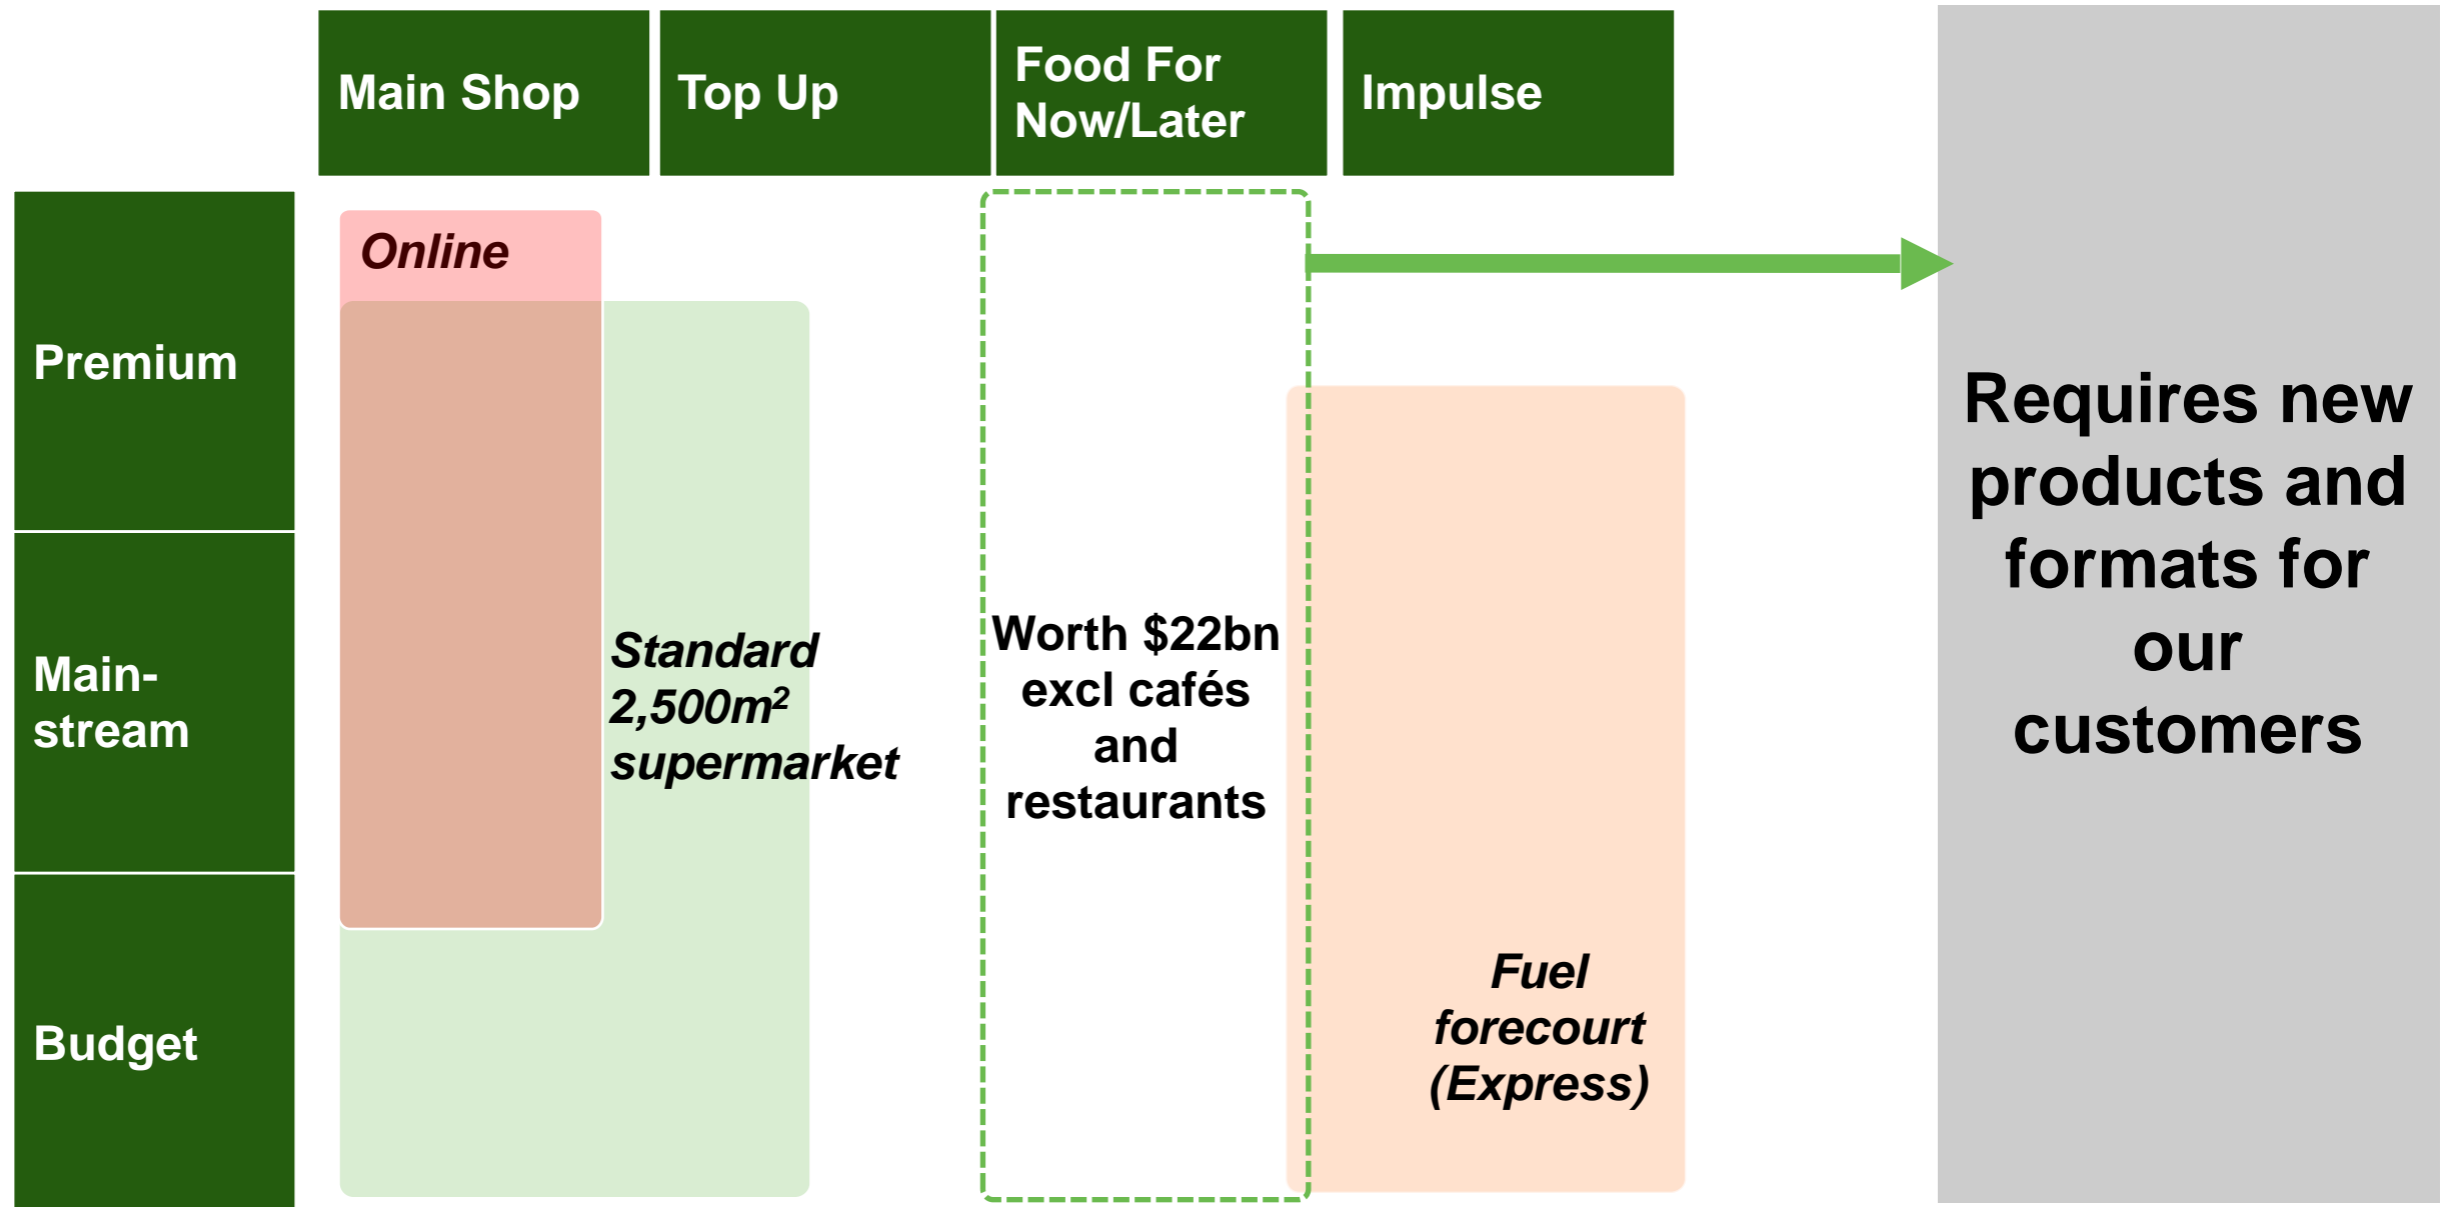 Main Shop
Top Up
Food For
Now/Later
Impulse
Premium
Main-
stream
Budget
Online
Standard
2,500m²
supermarket
Worth $22bn
excl cafés
and
restaurants
Fuel
forecourt
(Express)
Requires new
products and
formats for
our
customers